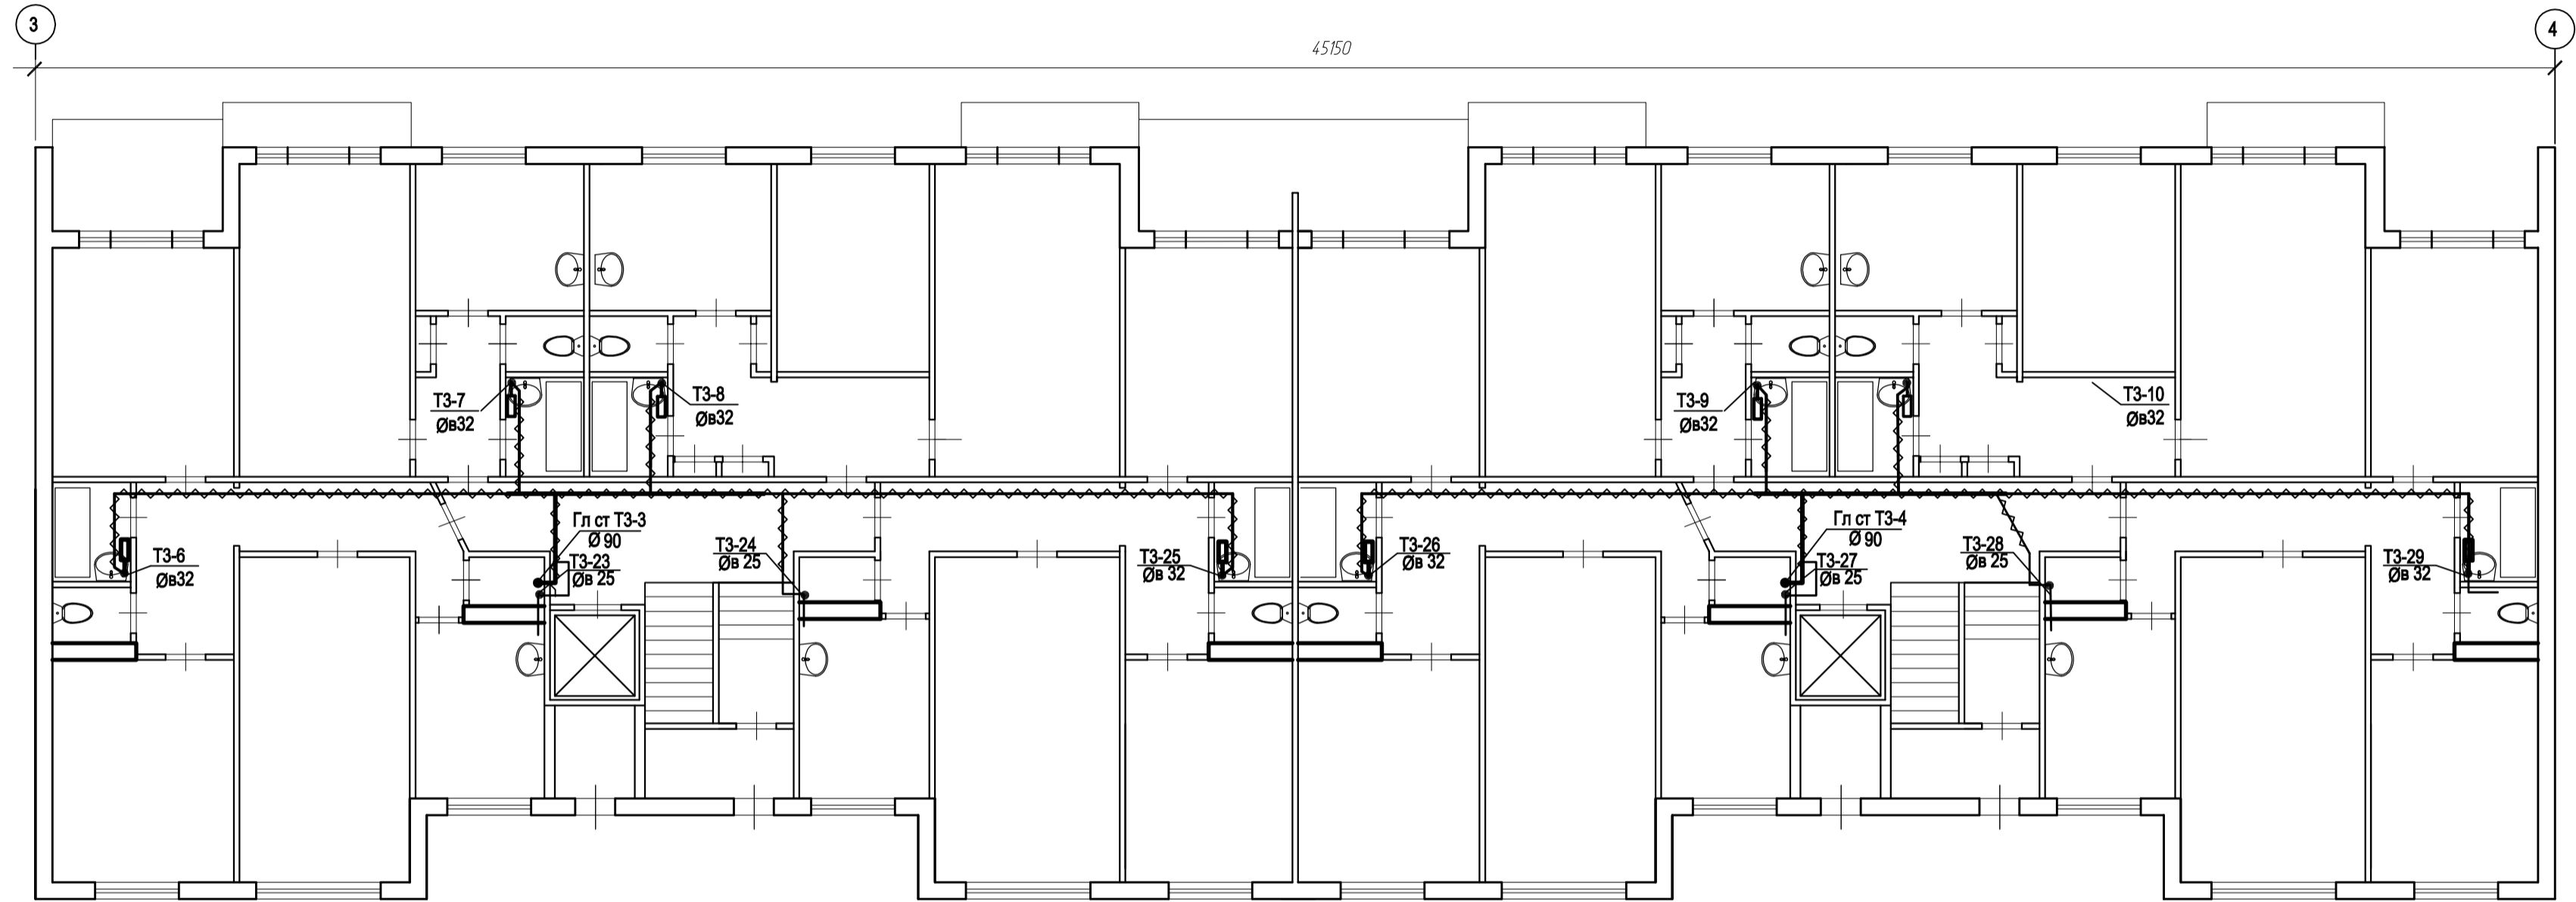 3
4
45150
Т3-7
Øв32
Т3-8
Øв32
Т3-9
Øв32
Т3-10
Øв32
Гл ст Т3-3
Ø 90
Т3-23
Øв 25
Т3-24
Øв 25
Т3-6
Øв32
Т3-25
Øв 32
Т3-26
Øв 32
Гл ст Т3-4
Ø 90
Т3-27
Øв 25
Т3-28
Øв 25
Т3-29
Øв 32